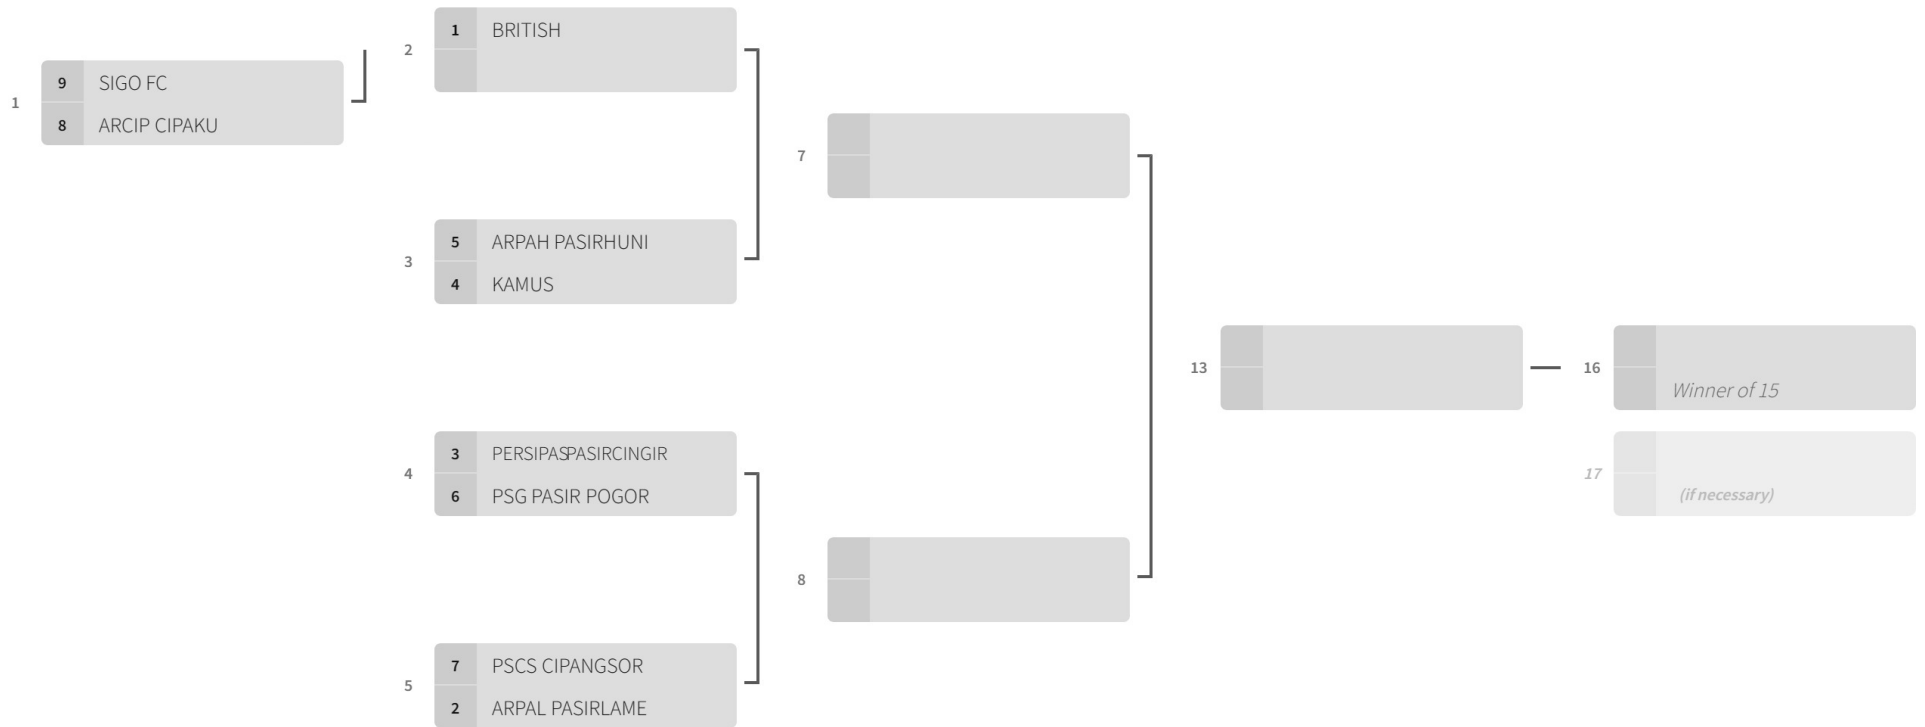 1
9 SIGO FC
8 ARCIP CIPAKU
2
1 BRITISH
3
5 ARPAH PASIRHUNI
4 KAMUS
4
3 PERSIPASPASIRCINGIR
6 PSG PASIR POGOR
5
7 PSCS CIPANGSOR
2 ARPAL PASIRLAME
7
8
13
16
Winner of 15
17
(if necessary)